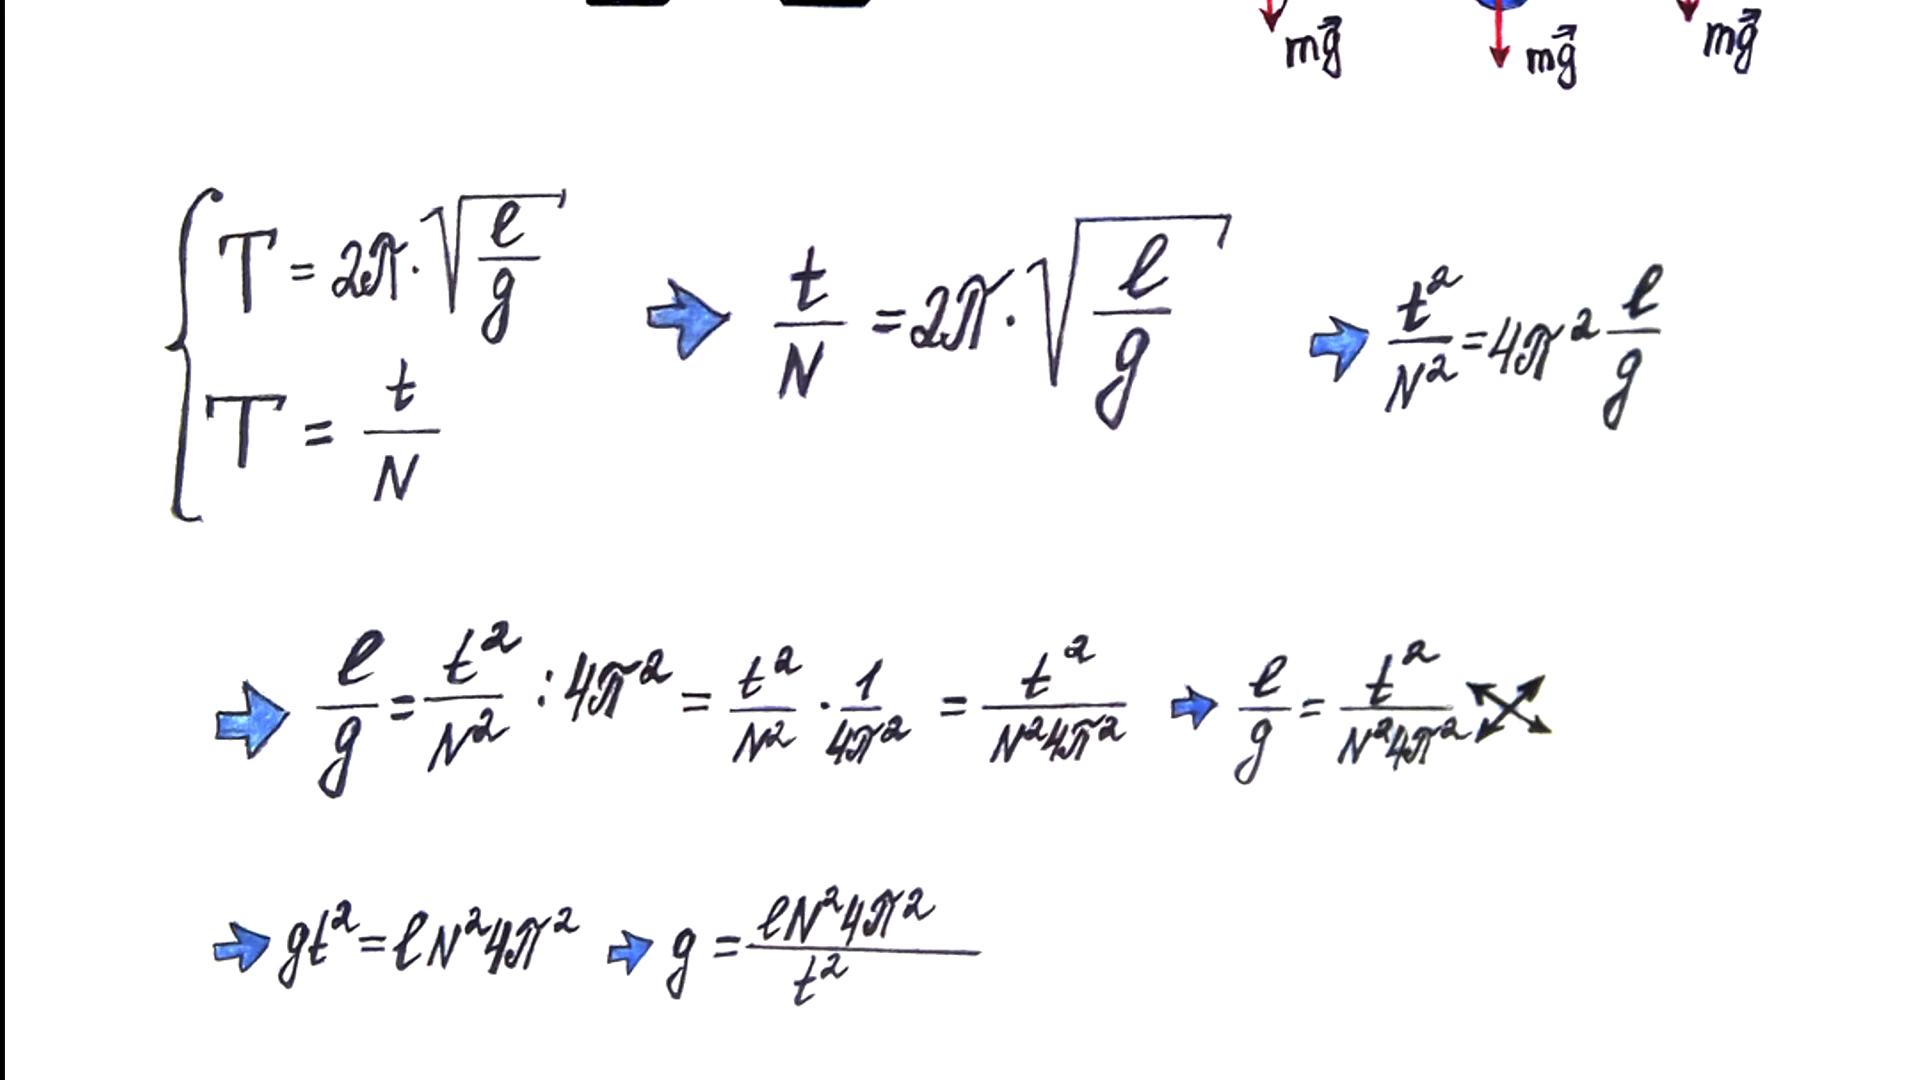 mg⃗ mg⃗ mg⃗
T = 2π · √(ℓ/g) ⇒ t/N = 2π · √(ℓ/g) ⇒ t²/N² = 4π² ℓ/g
T = t/N
⇒ ℓ/g = t²/N² : 4π² = t²/N² · 1/4π² = t²/N²4π² ⇒ ℓ/g = t²/N²4π²
⇒ gt² = ℓN²4π² ⇒ g = ℓN²4π²/t²